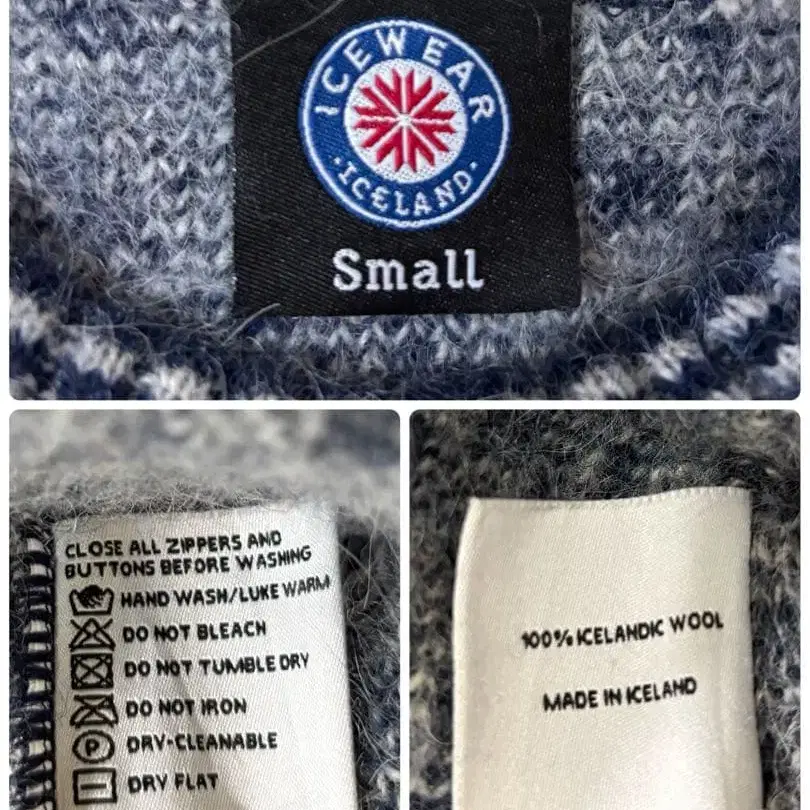 ICEWEAR
·ICELAND·
Small
CLOSE ALL ZIPPERS AND
BUTTONS BEFORE WASHING
HAND WASH/LUKE WARM
DO NOT BLEACH
DO NOT TUMBLE DRY
DO NOT IRON
P DRY-CLEANABLE
DRY FLAT
100% ICELANDIC WOOL
MADE IN ICELAND